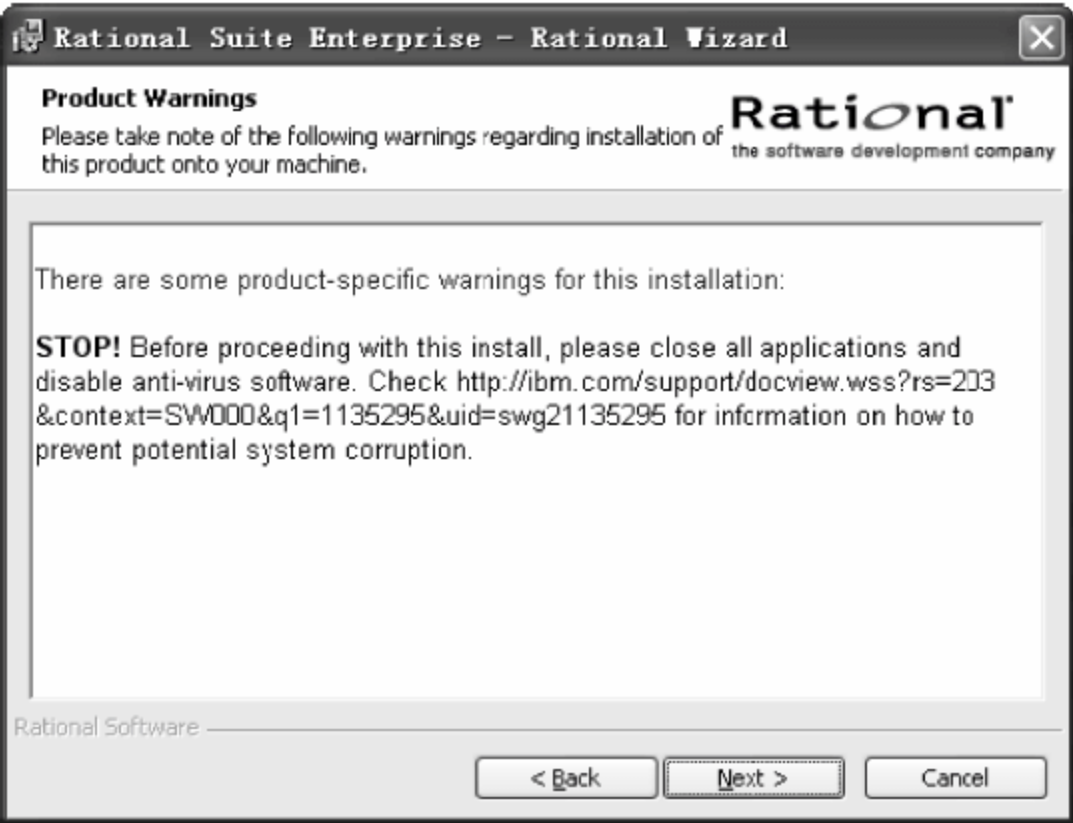 Rational Suite Enterprise - Rational Wizard
Product Warnings
Please take note of the following warnings regarding installation of
this product onto your machine.
Rational
the software development company
There are some product-specific warnings for this installation:
STOP! Before proceeding with this install, please close all applications and
disable anti-virus software. Check http://ibm.com/support/docview.wss?rs=203
&context=SW000&q1=1135295&uid=swg21135295 for information on how to
prevent potential system corruption.
Rational Software
< Back
Next >
Cancel